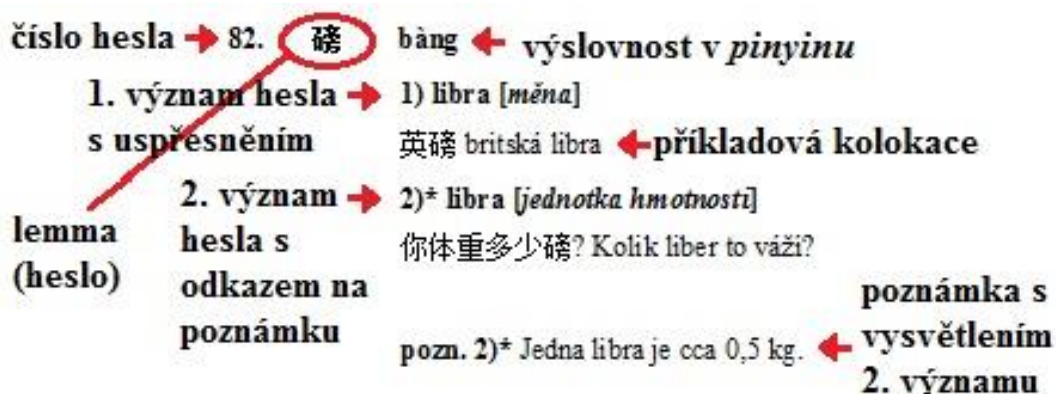 číslo hesla 82. 磅 bàng výslovnost v pinyinu
1. význam hesla 1) libra [měna]
s uspřesněním 英磅 britská libra příkladová kolokace
2. význam 2)* libra [jednotka hmotnosti]
lemma hesla s 你体重多少磅? Kolik liber to váží?
(heslo) odkazem na poznámku
poznámka s
pozn. 2)* Jedna libra je cca 0,5 kg. vysvětlením
2. významu